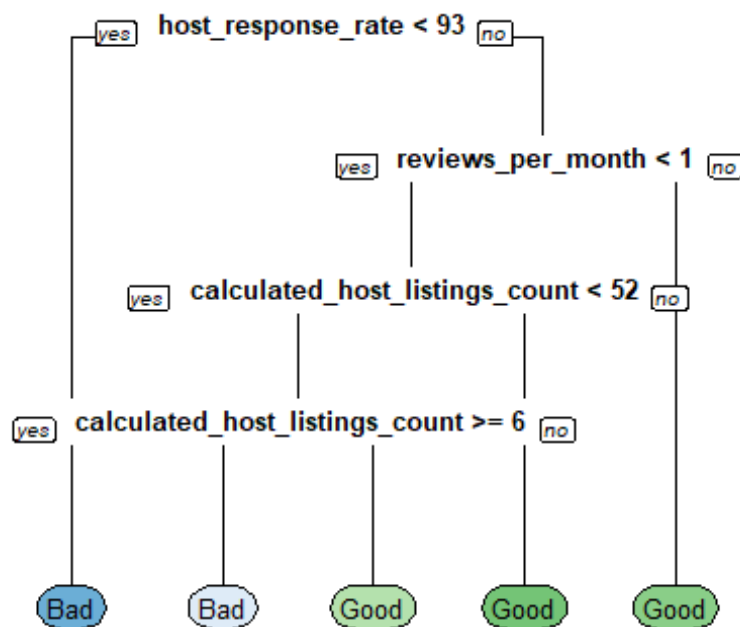 yes host_response_rate < 93 no
yes reviews_per_month < 1 no
yes calculated_host_listings_count < 52 no
yes calculated_host_listings_count >= 6 no
Bad Bad Good Good Good